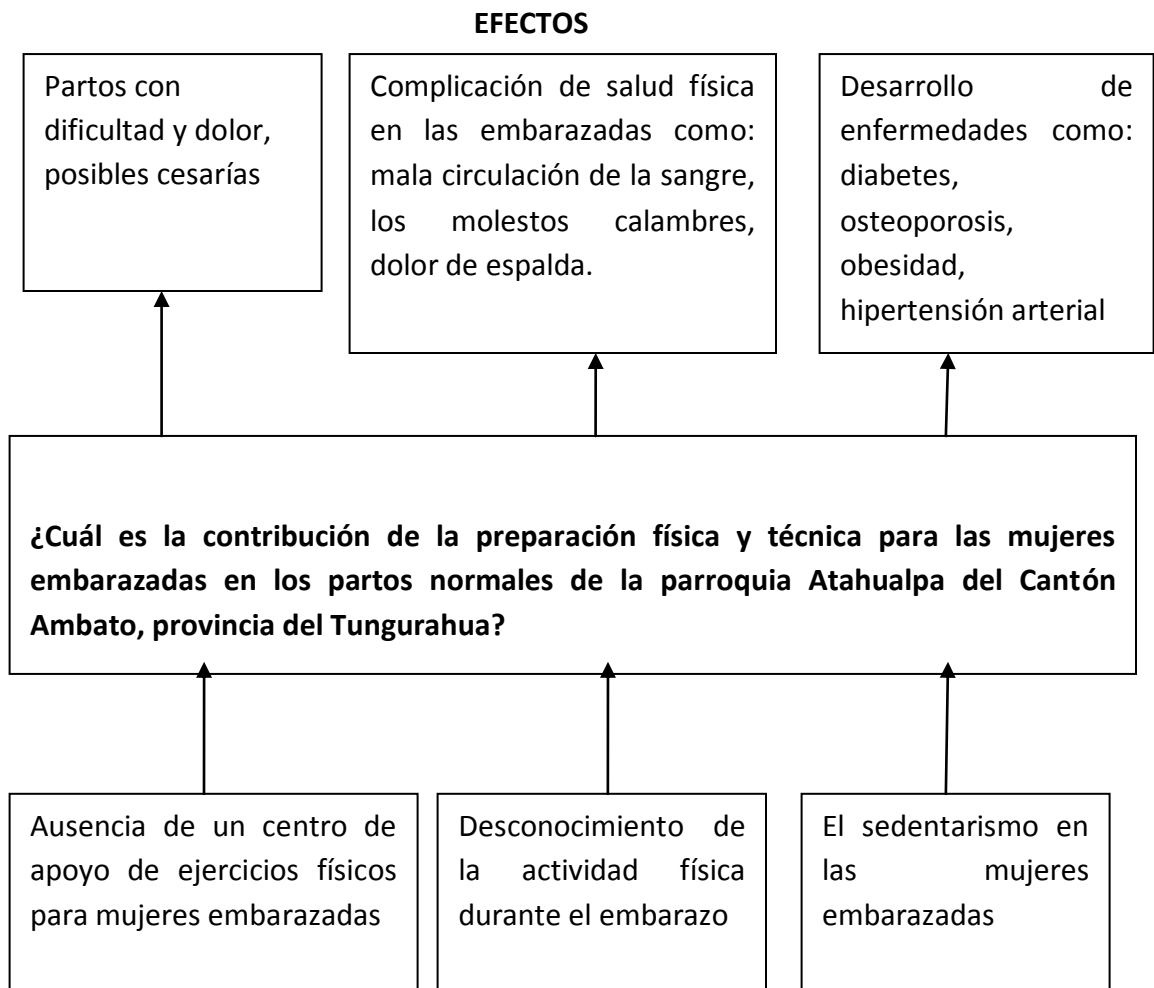 EFECTOS
Partos con
dificultad y dolor,
posibles cesarías
Complicación de salud física
en las embarazadas como:
mala circulación de la sangre,
los molestos calambres,
dolor de espalda.
Desarrollo de
enfermedades como:
diabetes,
osteoporosis,
obesidad,
hipertensión arterial
¿Cuál es la contribución de la preparación física y técnica para las mujeres
embarazadas en los partos normales de la parroquia Atahualpa del Cantón
Ambato, provincia del Tungurahua?
Ausencia de un centro de
apoyo de ejercicios físicos
para mujeres embarazadas
Desconocimiento de
la actividad física
durante el embarazo
El sedentarismo en
las mujeres
embarazadas